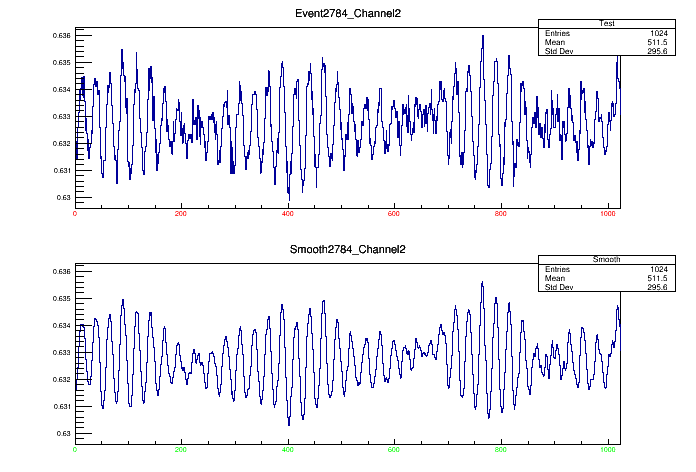 Event2784_Channel2
Test
Entries 1024
Mean 511.5
Std Dev 295.6
0.636
0.635
0.634
0.633
0.632
0.631
0.63
0 200 400 600 800 1000
Smooth2784_Channel2
Smooth
Entries 1024
Mean 511.5
Std Dev 295.6
0.636
0.635
0.634
0.633
0.632
0.631
0.63
0 200 400 600 800 1000